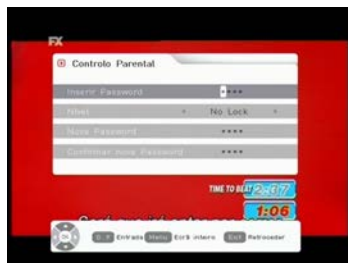 FX
Controlo Parental
Inserir Password ****
Nível No Lock
Nova Password ****
Confirmar nova Password ****
TIME TO BEAT 2:37
1:06
OK 0..9 Entrada Menu Ecrã inteiro Exit Retroceder